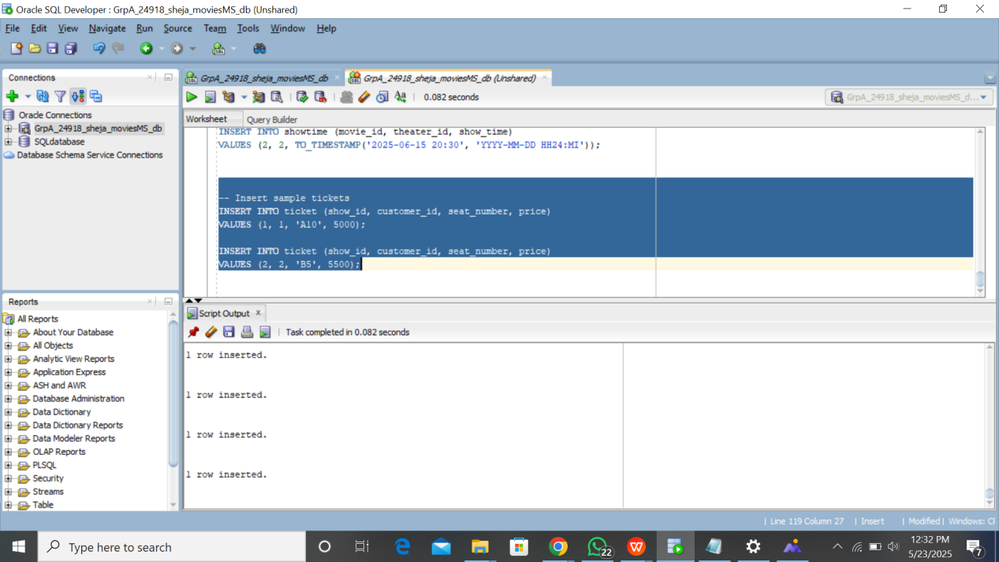 Oracle SQL Developer : GrpA_24918_sheja_moviesMS_db (Unshared)
File Edit View Navigate Run Source Team Tools Window Help
Connections
Oracle Connections
GrpA_24918_sheja_moviesMS_db
SQLdatabase
Database Schema Service Connections
Reports
All Reports
About Your Database
All Objects
Analytic View Reports
Application Express
ASH and AWR
Database Administration
Data Dictionary
Data Dictionary Reports
Data Modeler Reports
OLAP Reports
PLSQL
Security
Streams
Table
GrpA_24918_sheja_moviesMS_db
GrpA_24918_sheja_moviesMS_db (Unshared)
0.082 seconds
GrpA_24918_sheja_moviesMS_d...
Worksheet Query Builder
INSERT INTO showtime (movie_id, theater_id, show_time)
VALUES (2, 2, TO_TIMESTAMP('2025-06-15 20:30', 'YYYY-MM-DD HH24:MI'));
-- Insert sample tickets
INSERT INTO ticket (show_id, customer_id, seat_number, price)
VALUES (1, 1, 'A10', 5000);
INSERT INTO ticket (show_id, customer_id, seat_number, price)
VALUES (2, 2, 'B5', 5500);
Script Output
Task completed in 0.082 seconds
1 row inserted.
1 row inserted.
1 row inserted.
1 row inserted.
Line 119 Column 27 | Insert | Modified | Windows: C
Type here to search
22
12:32 PM
5/23/2025
7